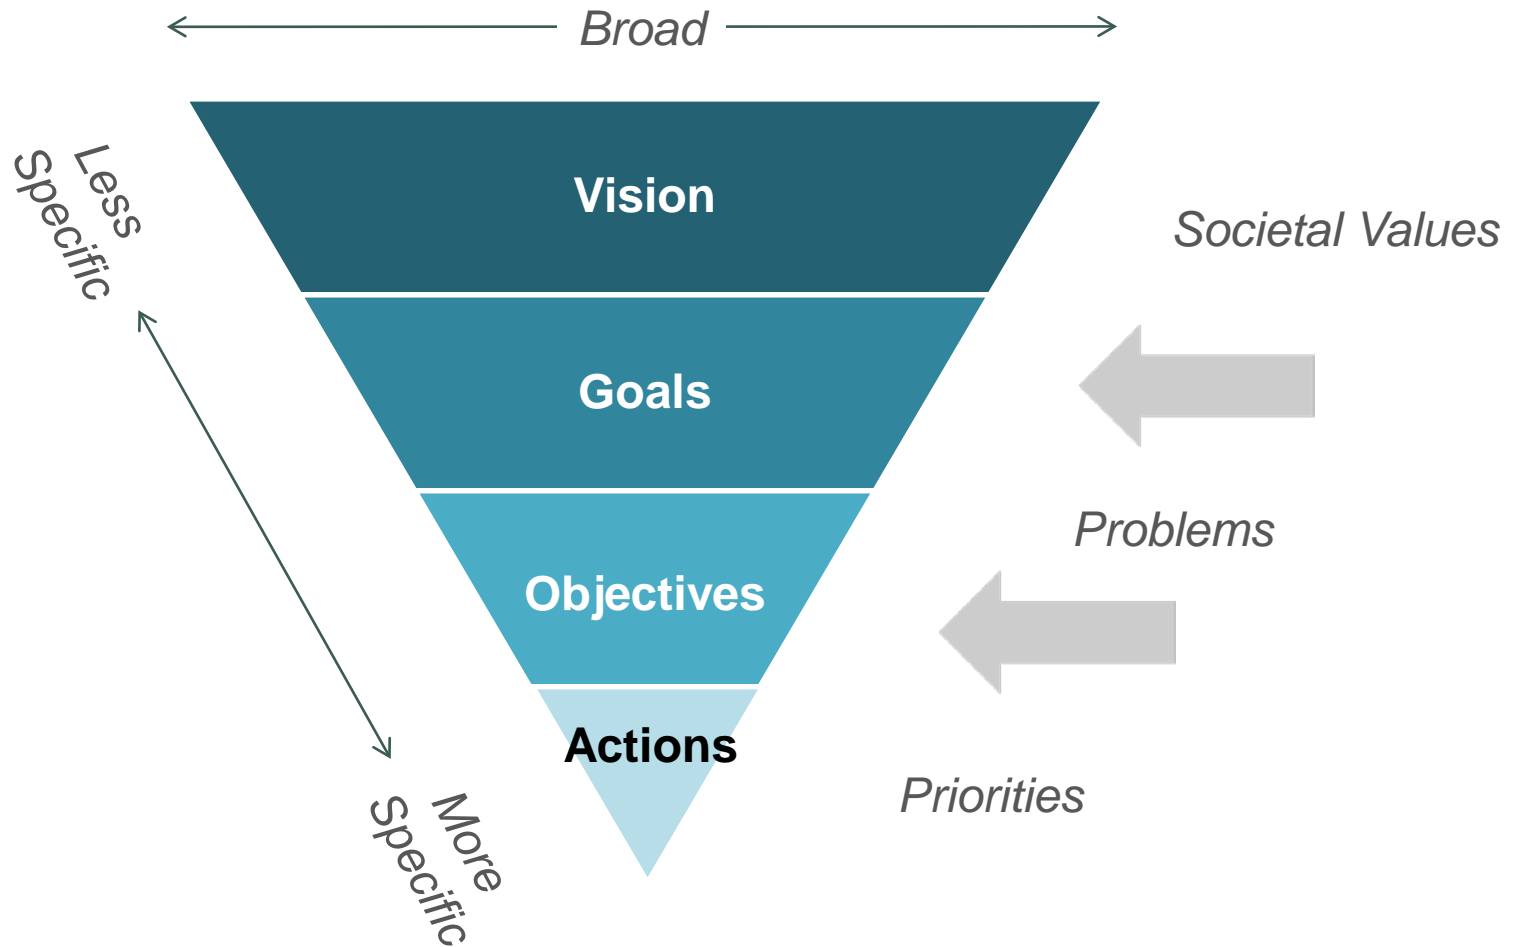 Broad
Less
Specific
Vision
Societal Values
Goals
Problems
Objectives
Actions
Priorities
More
Specific